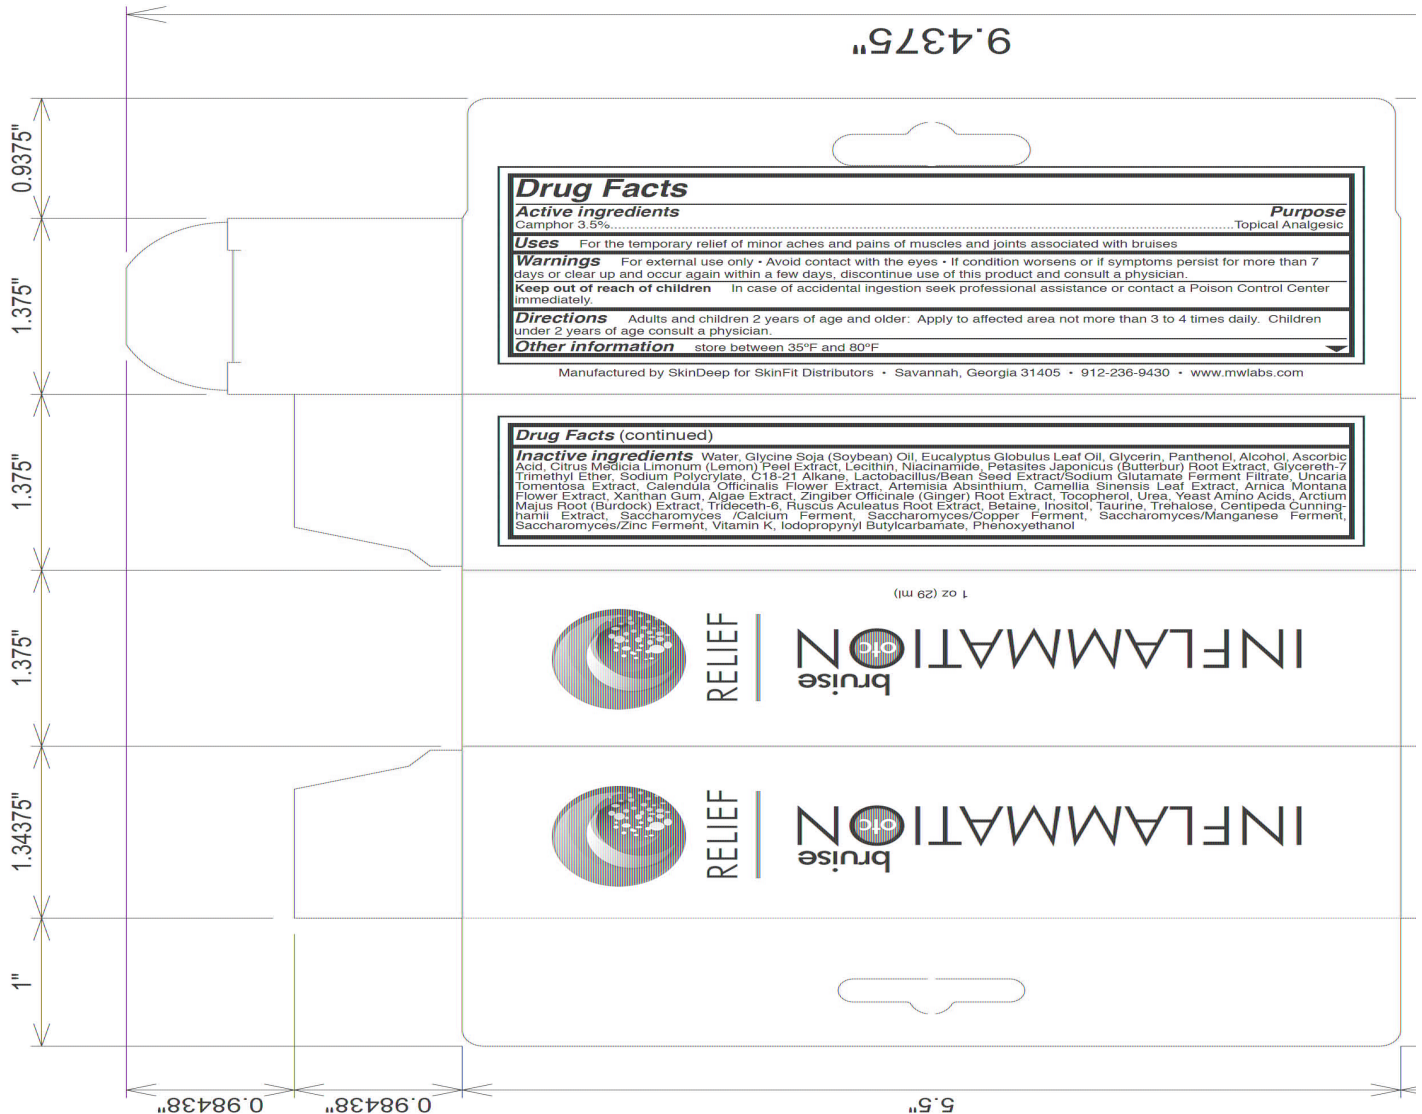 9.4375"
0.9375"
1.375"
1.375"
1.375"
1.34375"
1"
Drug Facts
Active ingredients Purpose
Camphor 3.5%..........Topical Analgesic
Uses For the temporary relief of minor aches and pains of muscles and joints associated with bruises
Warnings For external use only • Avoid contact with the eyes • If condition worsens or if symptoms persist for more than 7
days or clear up and occur again within a few days, discontinue use of this product and consult a physician.
Keep out of reach of children In case of accidental ingestion seek professional assistance or contact a Poison Control Center
immediately.
Directions Adults and children 2 years of age and older: Apply to affected area not more than 3 to 4 times daily. Children
under 2 years of age consult a physician.
Other information store between 35ºF and 80ºF
Manufactured by SkinDeep for SkinFit Distributors • Savannah, Georgia 31405 • 912-236-9430 • www.mwlabs.com
Drug Facts (continued)
Inactive ingredients Water, Glycine Soja (Soybean) Oil, Eucalyptus Globulus Leaf Oil, Glycerin, Panthenol, Alcohol, Ascorbic
Acid, Citrus Medicia Limonum (Lemon) Peel Extract, Lecithin, Niacinamide, Petasites Japonicus (Butterbur) Root Extract, Glycereth-7
Trimethyl Ether, Sodium Polycrylate, C18-21 Alkane, Lactobacillus/Bean Seed Extract/Sodium Glutamate Ferment Filtrate, Uncaria
Tomentosa Extract, Calendula Officinalis Flower Extract, Artemisia Absinthium, Camellia Sinensis Leaf Extract, Arnica Montana
Flower Extract, Xanthan Gum, Algae Extract, Zingiber Officinale (Ginger) Root Extract, Tocopherol, Urea, Yeast Amino Acids, Arctium
Majus Root (Burdock) Extract, Trideceth-6, Ruscus Aculeatus Root Extract, Betaine, Inositol, Taurine, Trehalose, Centipeda Cunning-
hamii Extract, Saccharomyces /Calcium Ferment, Saccharomyces/Copper Ferment, Saccharomyces/Manganese Ferment,
Saccharomyces/Zinc Ferment, Vitamin K, Iodopropynyl Butylcarbamate, Phenoxyethanol
1 oz (29 ml)
bruise
INFLAMMATION
otc
RELIEF
bruise
INFLAMMATION
otc
RELIEF
0.98438"
0.98438"
5.5"